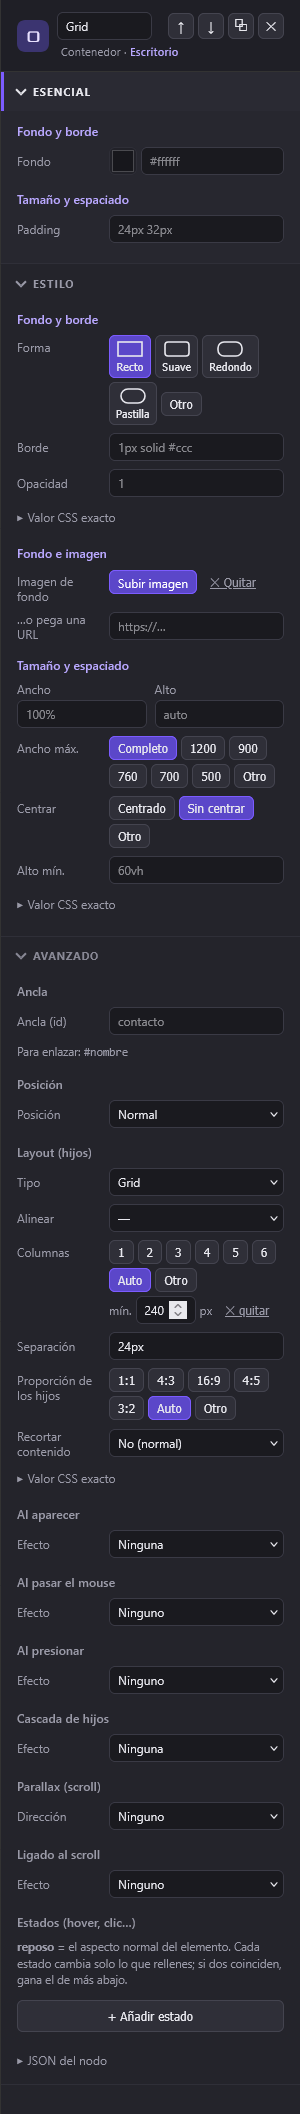 Grid
↑ ↓
Contenedor · Escritorio
ESENCIAL
Fondo y borde
Fondo #ffffff
Tamaño y espaciado
Padding 24px 32px
ESTILO
Fondo y borde
Forma Recto Suave Redondo
Pastilla Otro
Borde 1px solid #ccc
Opacidad 1
▸ Valor CSS exacto
Fondo e imagen
Imagen de fondo Subir imagen × Quitar
...o pega una URL https://...
Tamaño y espaciado
Ancho Alto
100% auto
Ancho máx. Completo 1200 900
760 700 500 Otro
Centrar Centrado Sin centrar
Otro
Alto mín. 60vh
▸ Valor CSS exacto
AVANZADO
Ancla
Ancla (id) contacto
Para enlazar: #nombre
Posición
Posición Normal
Layout (hijos)
Tipo Grid
Alinear —
Columnas 1 2 3 4 5 6
Auto Otro
mín. 240 px × quitar
Separación 24px
Proporción de los hijos 1:1 4:3 16:9 4:5
3:2 Auto Otro
Recortar contenido No (normal)
▸ Valor CSS exacto
Al aparecer
Efecto Ninguna
Al pasar el mouse
Efecto Ninguno
Al presionar
Efecto Ninguno
Cascada de hijos
Efecto Ninguna
Parallax (scroll)
Dirección Ninguno
Ligado al scroll
Efecto Ninguno
Estados (hover, clic...)
reposo = el aspecto normal del elemento. Cada
estado cambia solo lo que rellenes; si dos coinciden,
gana el de más abajo.
+ Añadir estado
▸ JSON del nodo